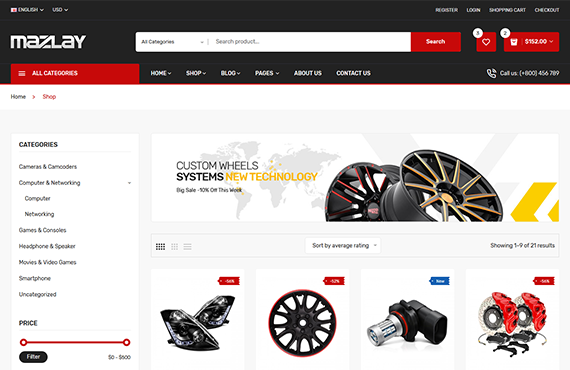 ENGLISH USD REGISTER LOGIN SHOPPING CART CHECKOUT
MAZLAY All Categories Search product... Search 3 2 $152.00
ALL CATEGORIES HOME SHOP BLOG PAGES ABOUT US CONTACT US Call us: (+800) 456 789
Home > Shop
CATEGORIES
Cameras & Camcoders
Computer & Networking
Computer
Networking
Games & Consoles
Headphone & Speaker
Movies & Video Games
Smartphone
Uncategorized
PRICE
Filter $0 - $500
CUSTOM WHEELS
SYSTEMS NEW TECHNOLOGY
Big Sale -10% Off This Week
Sort by average rating Showing 1–9 of 21 results
-56% -52% New -56%